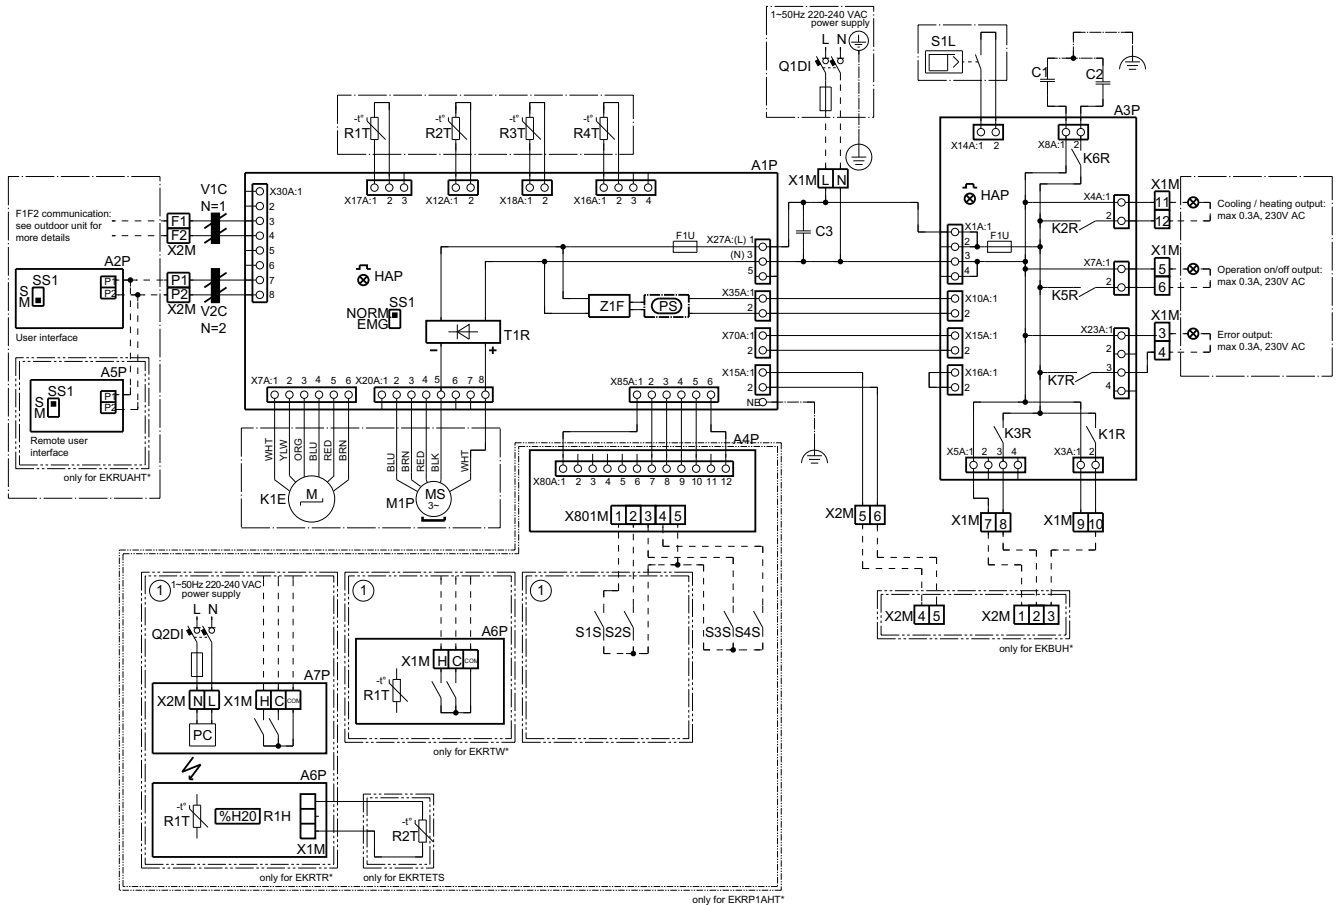 1~50Hz 220-240 VAC
power supply
L N
Q1DI
S1L
C1
C2
A3P
-t°
R1T
-t°
R2T
-t°
R3T
-t°
R4T
X14A:1 2
X8A:1 2
K6R
A1P
X17A:1 2 3
X12A:1 2
X18A:1 2
X16A:1 2 3 4
X1M L N
F1F2 communication:
see outdoor unit for
more details
F1
F2
X2M
V1C
N=1
X30A:1
2
3
4
5
6
7
8
P1
P2
X2M
V2C
N=2
A2P
SS1
S
M
P1
P2
User interface
A5P
SS1
S
M
P1
P2
Remote user
interface
only for EKRUAHT*
HAP
SS1
NORM
EMG
T1R
−
+
F1U
X27A:(L) 1
(N) 3
5
C3
Z1F
PS
X35A:1
2
X70A:1
2
X15A:1
2
NE
X1A:1
2
3
4
F1U
HAP
X10A:1
2
X15A:1
2
X16A:1
2
X4A:1
2
K2R
X7A:1
2
K5R
X23A:1
2
3
4
K7R
X1M
11
12
Cooling / heating output:
max 0.3A, 230V AC
X1M
5
6
Operation on/off output:
max 0.3A, 230V AC
X1M
3
4
Error output:
max 0.3A, 230V AC
K3R
K1R
X5A:1 2 3 4
X3A:1 2
X7A:1 2 3 4 5 6
X20A:1 2 3 4 5 6 7 8
X85A:1 2 3 4 5 6
WHT
YLW
ORG
BLU
RED
BRN
K1E
M
BLU
BRN
RED
BLK
WHT
M1P
MS
3~
A4P
X80A:1 2 3 4 5 6 7 8 9 10 11 12
X801M 1 2 3 4 5
X2M
5 6
X1M 7 8
X1M 9 10
X2M 4 5
X2M 1 2 3
only for EKBUH*
1
1~50Hz 220-240 VAC
power supply
L N
Q2DI
A7P
X2M N L
X1M H C COM
PC
A6P
-t°
R1T
%H20
R1H
X1M
only for EKRTR*
-t°
R2T
only for EKRTETS
1
A6P
X1M H C COM
-t°
R1T
only for EKRTW*
1
S1S S2S
S3S S4S
only for EKRP1AHT*